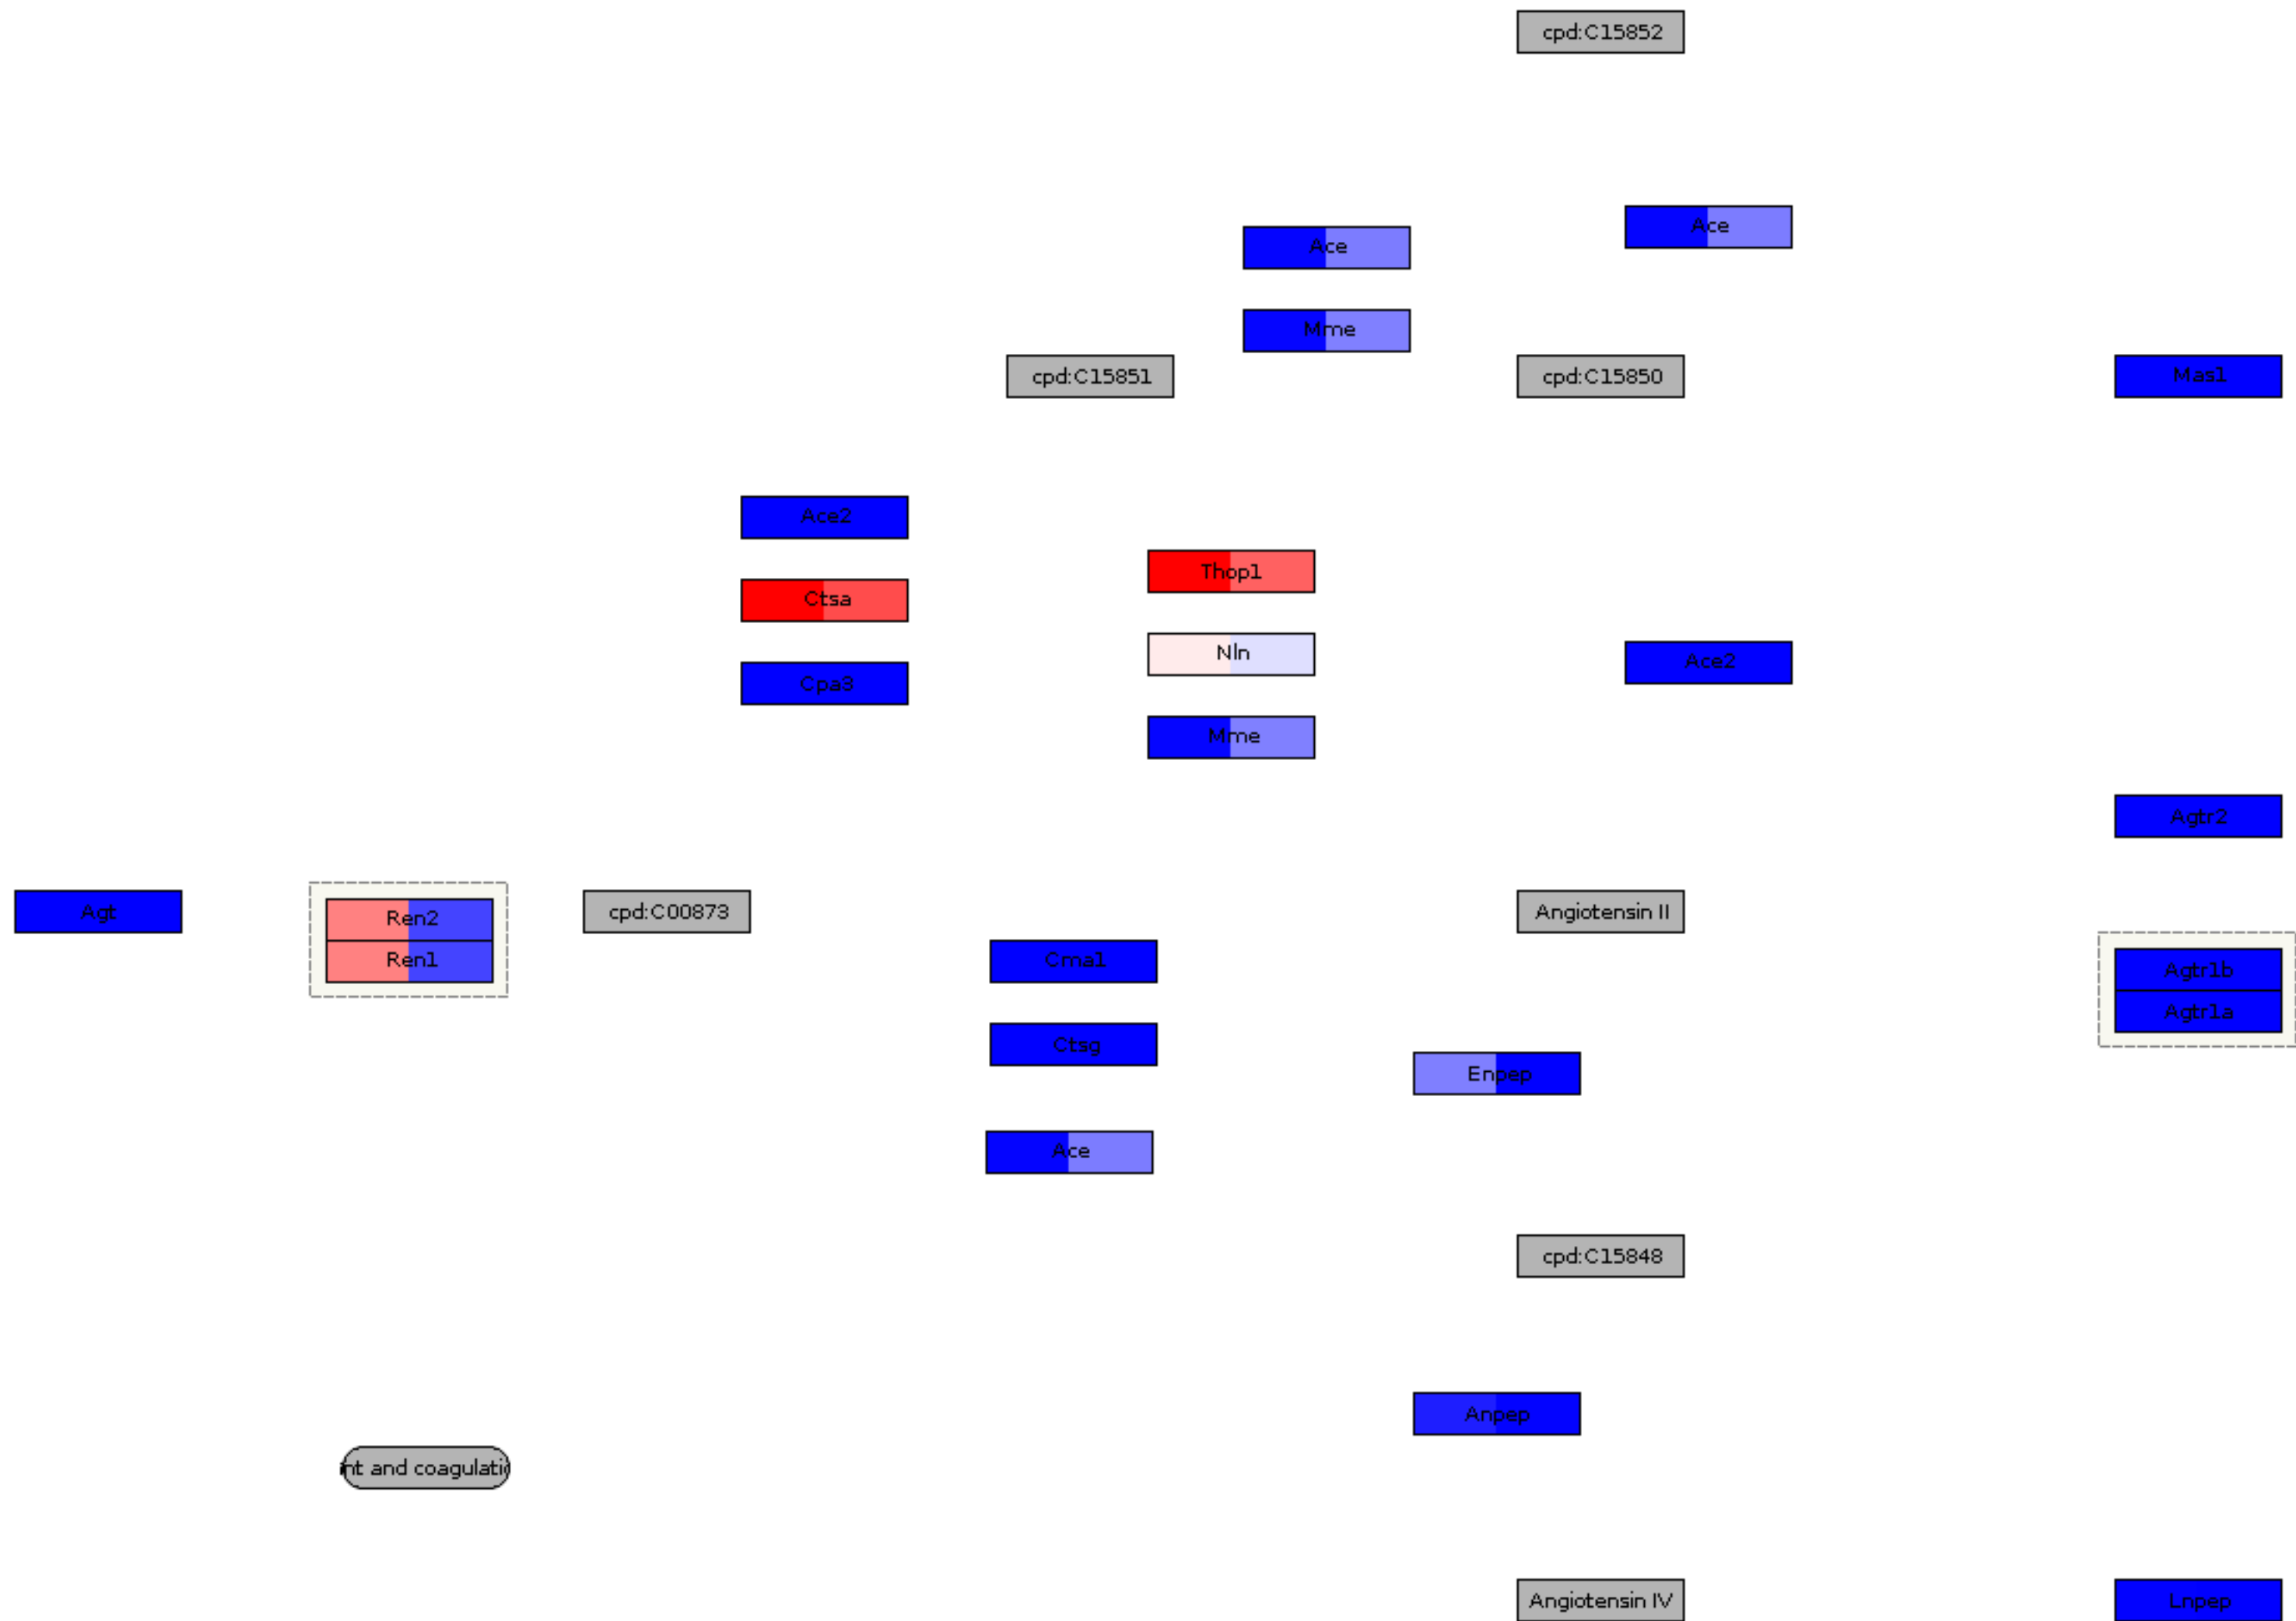 cpd:C15852
Ace
Ace
Mme
cpd:C15851
cpd:C15850
Mas1
Ace2
Thop1
Ctsa
Nln
Ace2
Cpa3
Mme
Agtr2
Agt
Ren2
cpd:C00873
Angiotensin II
Ren1
Cma1
Agtr1b
Agtr1a
Ctsg
Enpep
Ace
cpd:C15848
Anpep
nt and coagulatio
Angiotensin IV
Lnpep